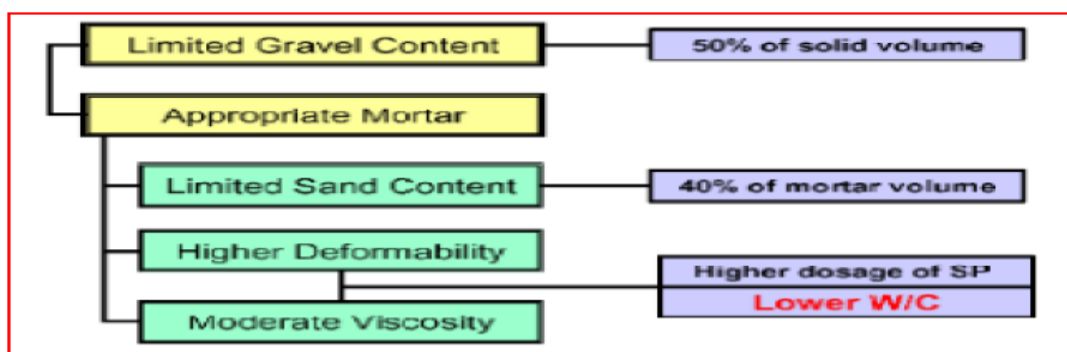 Limited Gravel Content
50% of solid volume
Appropriate Mortar
Limited Sand Content
40% of mortar volume
Higher Deformability
Higher dosage of SP
Lower W/C
Moderate Viscosity